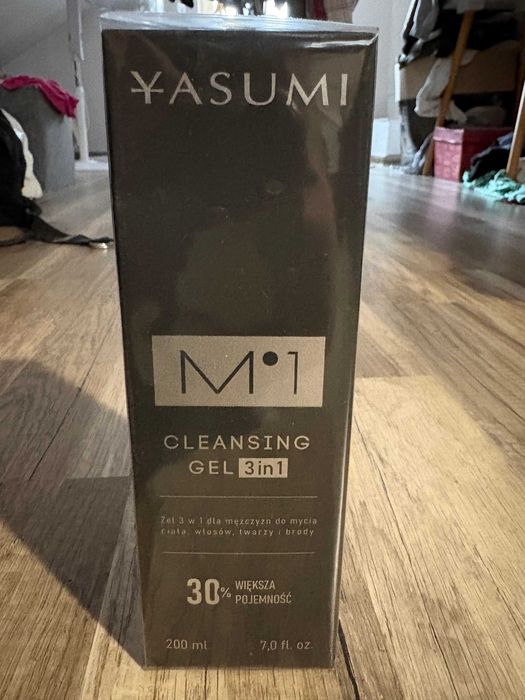 YASUMI
M•1
CLEANSING
GEL 3in1
Żel 3 w 1 dla mężczyzn do mycia
ciała, włosów, twarzy i brody
30% WIĘKSZA
POJEMNOŚĆ
200 ml 7,0 fl. oz.